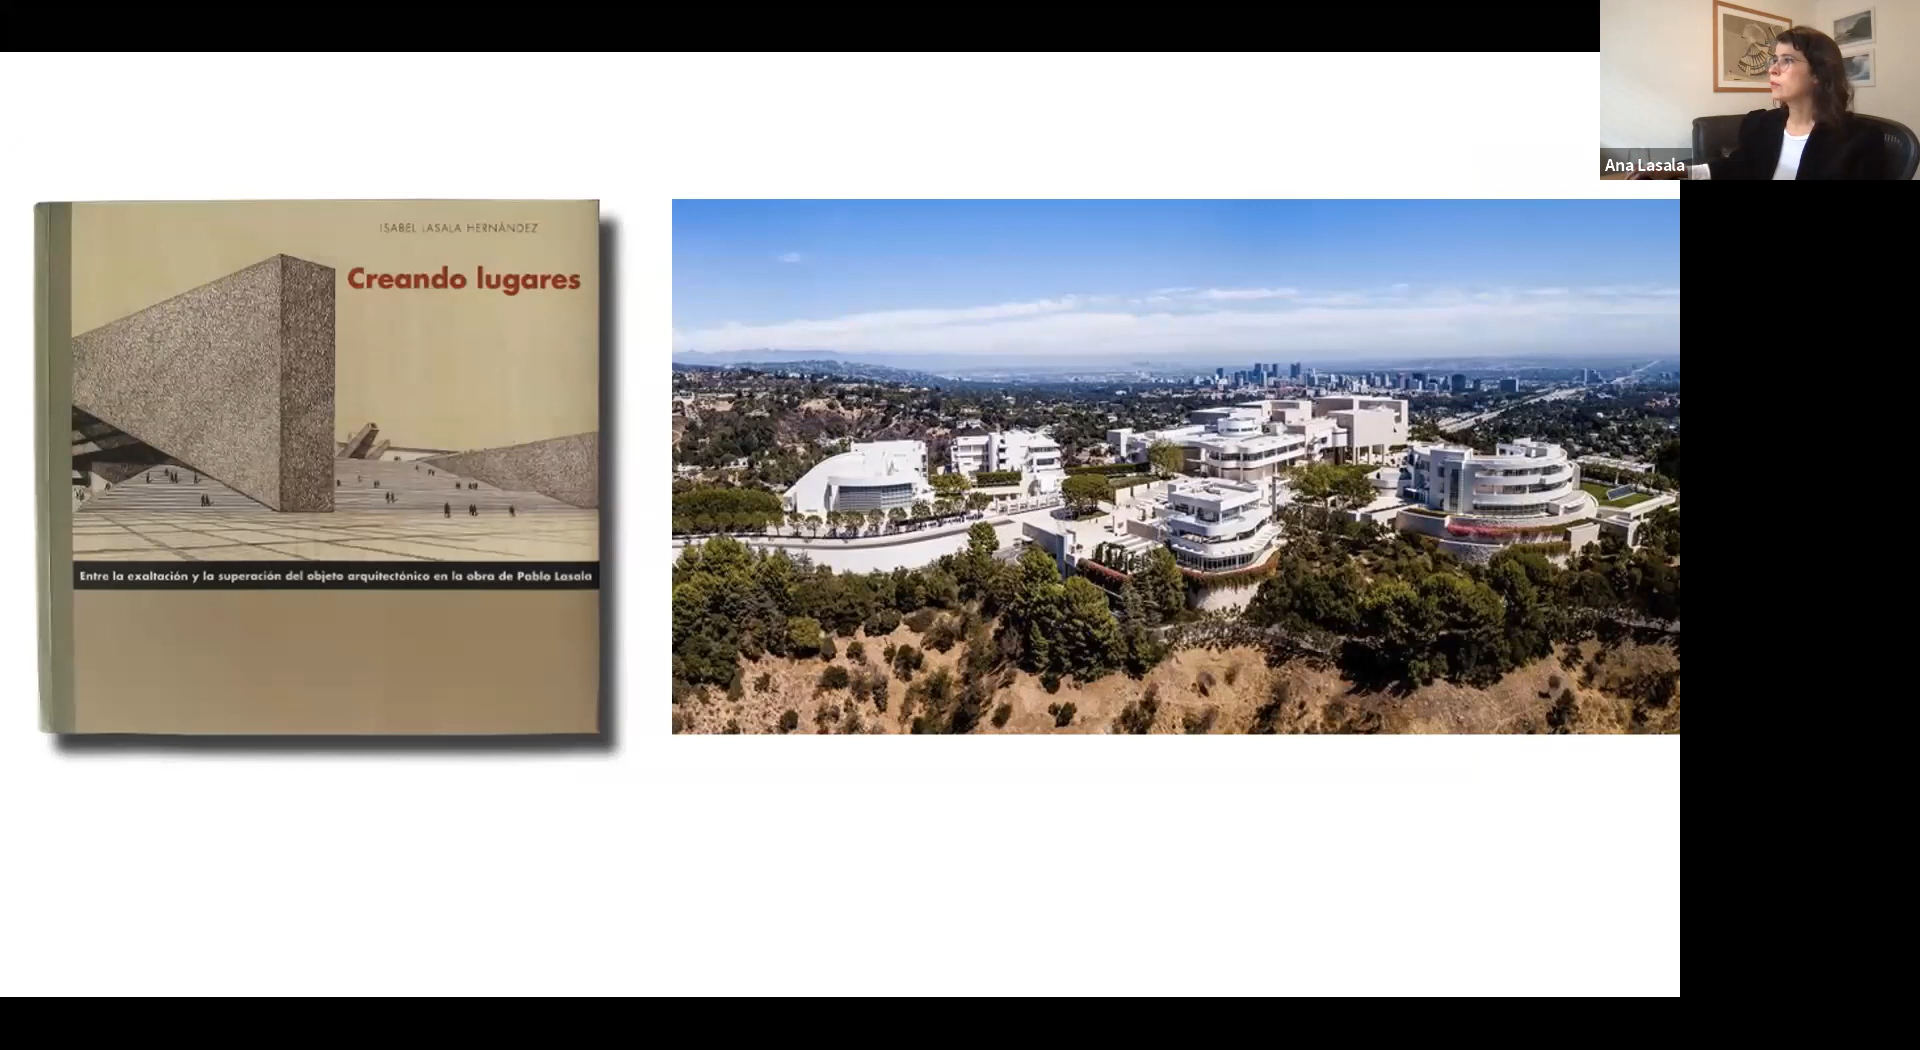 ISABEL LASALA HERNÁNDEZ
Creando lugares
Entre la exaltación y la superación del objeto arquitectónico en la obra de Pablo Lasala
Ana Lasala